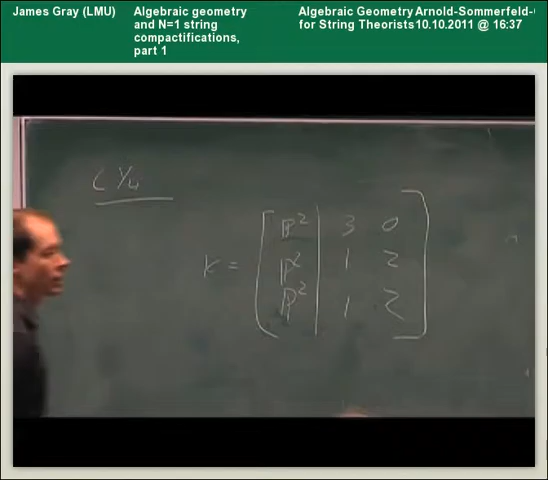 James Gray (LMU)
Algebraic geometry
and N=1 string
compactifications,
part 1
Algebraic Geometry
for String Theorists
Arnold-Sommerfeld-
10.10.2011 @ 16:37
CY₄
ℙ² 3 0
X = ℙ² 1 2
ℙ² 1 2